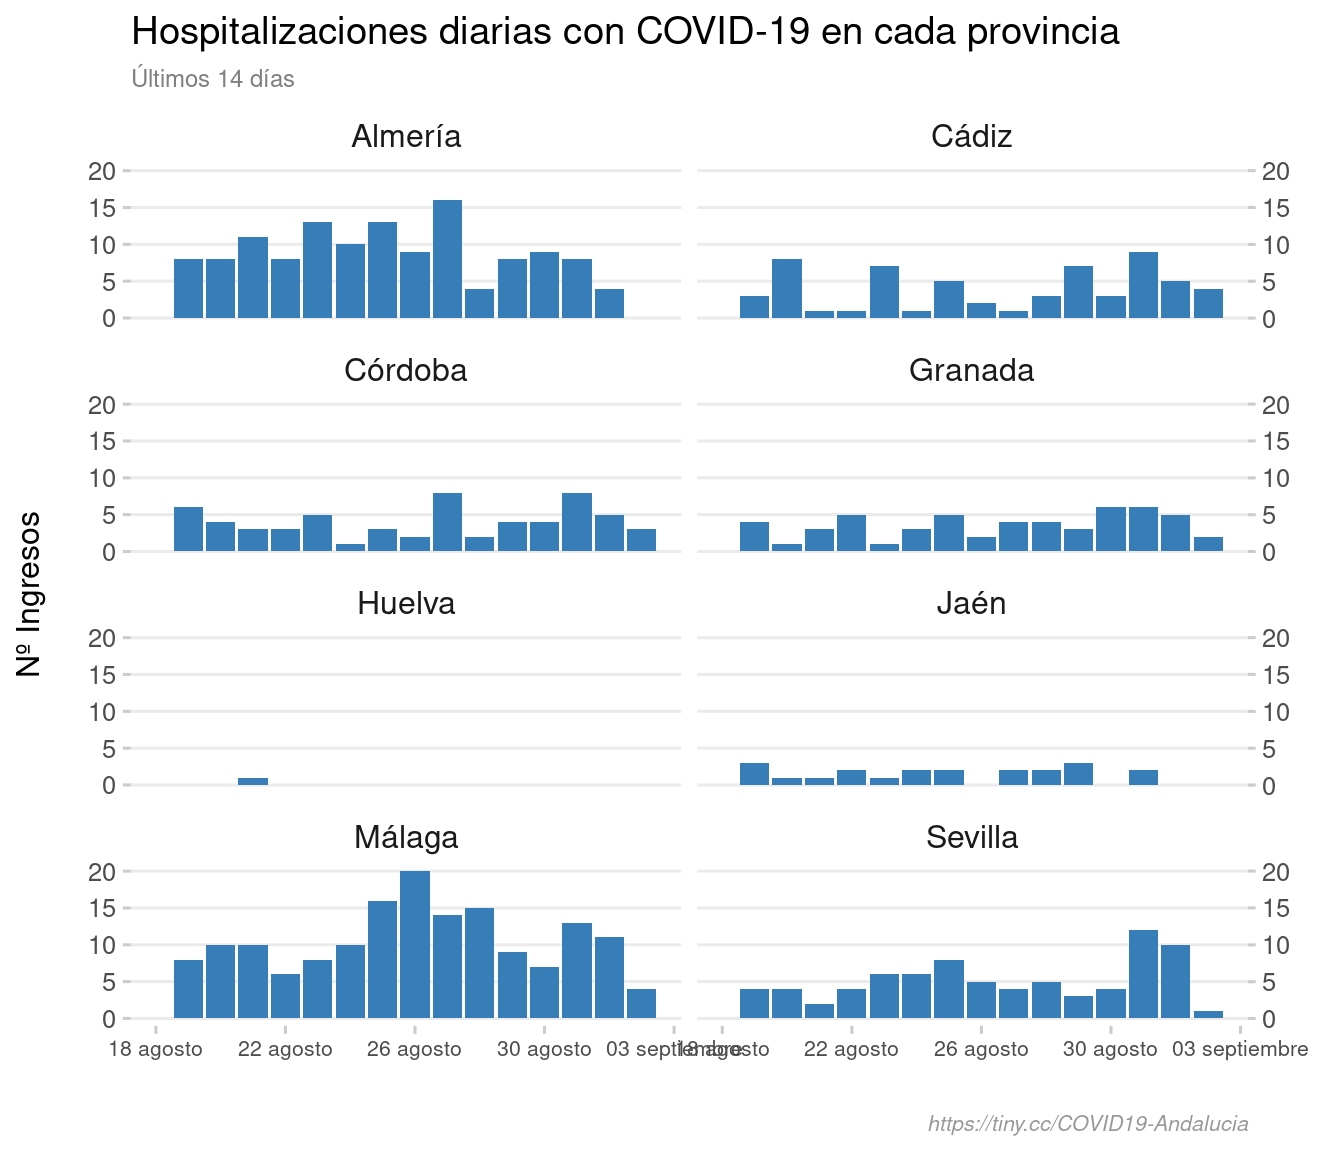 Hospitalizaciones diarias con COVID-19 en cada provincia
Últimos 14 días
Almería
Cádiz
20
15
10
5
0
20
15
10
5
0
Córdoba
Granada
20
15
10
5
0
20
15
10
5
0
Nº Ingresos
Huelva
Jaén
20
15
10
5
0
20
15
10
5
0
Málaga
Sevilla
20
15
10
5
0
20
15
10
5
0
18 agosto 22 agosto 26 agosto 30 agosto 03 septiembre
18 agosto 22 agosto 26 agosto 30 agosto 03 septiembre
https://tiny.cc/COVID19-Andalucia